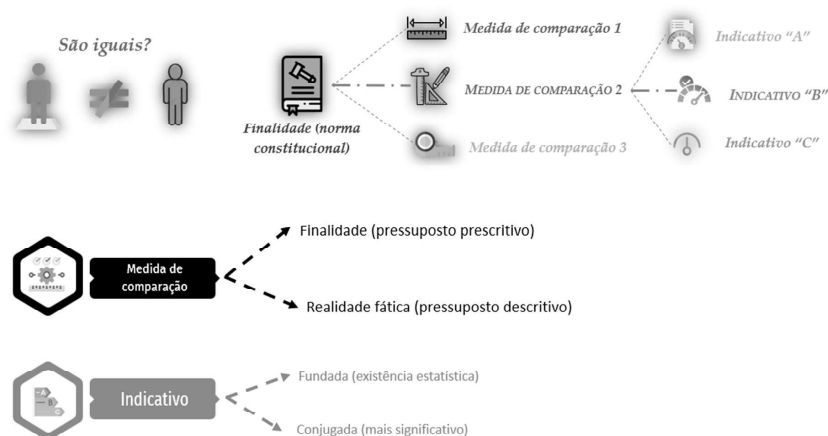 São iguais?
Finalidade (norma
constitucional)
Medida de comparação 1
MEDIDA DE COMPARAÇÃO 2
Medida de comparação 3
Indicativo “A”
INDICATIVO “B”
Indicativo “C”
Medida de
comparação
Finalidade (pressuposto prescritivo)
Realidade fática (pressuposto descritivo)
A
B
C
Indicativo
Fundada (existência estatística)
Conjugada (mais significativo)